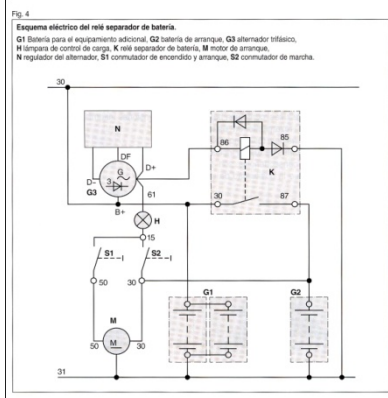 Fig. 4
Esquema eléctrico del relé separador de batería.
G1 Batería para el equipamiento adicional, G2 batería de arranque, G3 alternador trifásico,
H lámpara de control de carga, K relé separador de batería, M motor de arranque,
N regulador del alternador, S1 conmutador de encendido y arranque, S2 conmutador de marcha.
30
N
DF
D+
D−
G
3
G3
61
B+
H
86
85
K
30
87
15
S1
S2
50
30
G1
G2
M
50
M
30
31